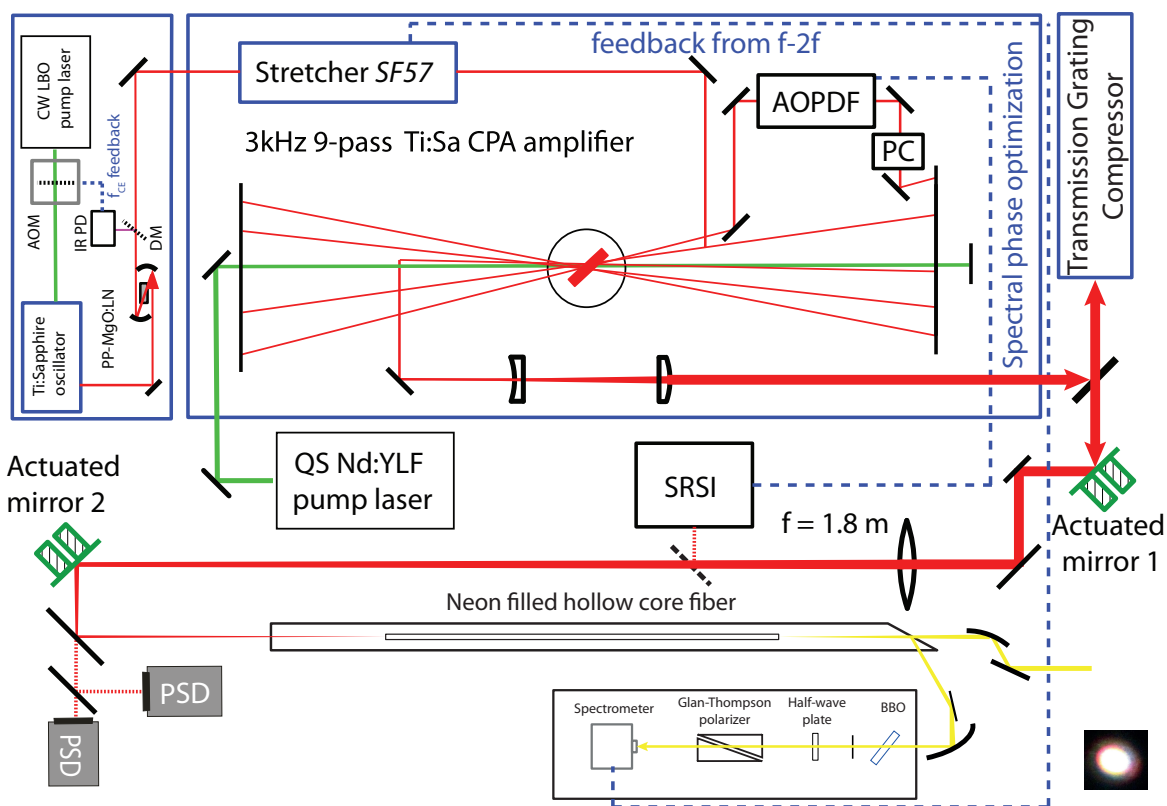 CW LBO
pump laser
f_CE feedback
AOM
IR PD
DM
PP-MgO:LN
Ti:Sapphire
oscillator
Stretcher SF57
feedback from f-2f
3kHz 9-pass Ti:Sa CPA amplifier
AOPDF
PC
Spectral phase optimization
Transmission Grating
Compressor
QS Nd:YLF
pump laser
SRSI
f = 1.8 m
Actuated
mirror 1
Actuated
mirror 2
Neon filled hollow core fiber
PSD
PSD
Spectrometer
Glan-Thompson
polarizer
Half-wave
plate
BBO